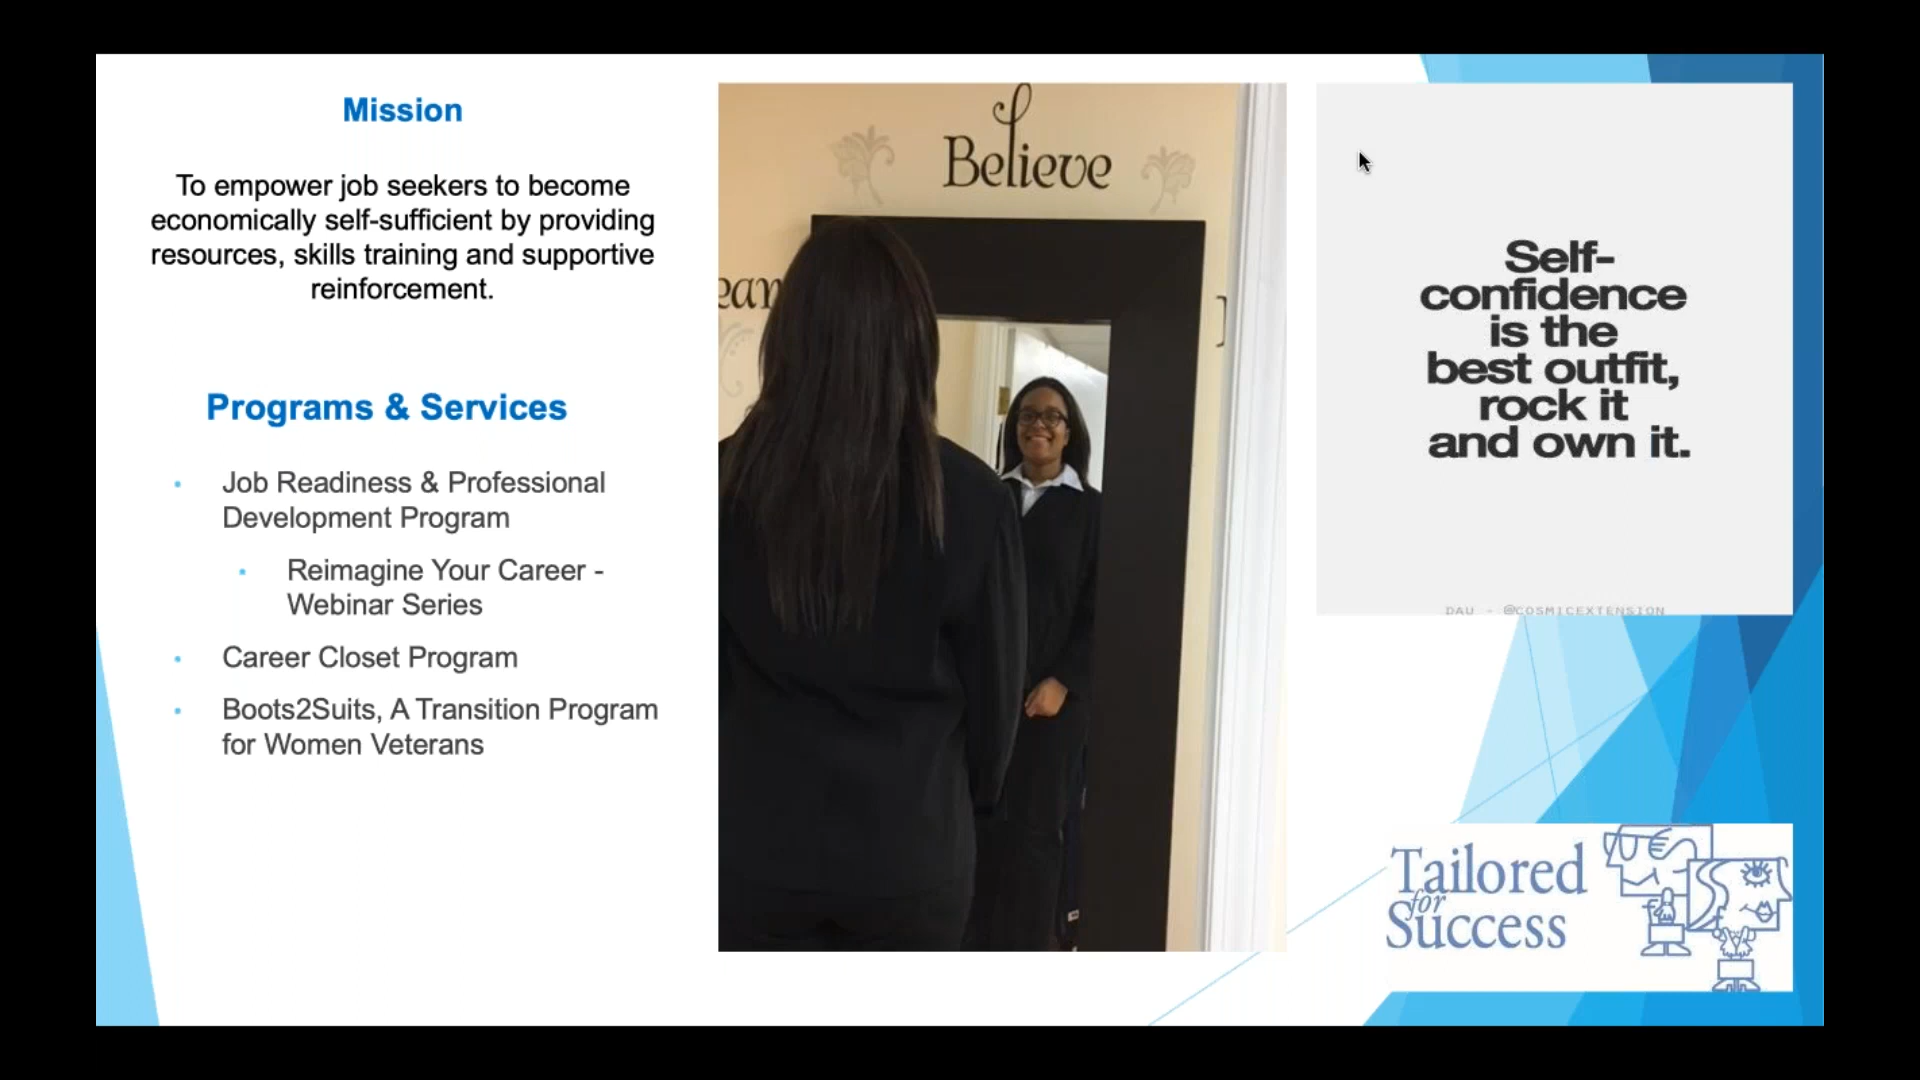 Mission
To empower job seekers to become
economically self-sufficient by providing
resources, skills training and supportive
reinforcement.
Programs & Services
• Job Readiness & Professional
Development Program
• Reimagine Your Career -
Webinar Series
• Career Closet Program
• Boots2Suits, A Transition Program
for Women Veterans
Believe
Self-
confidence
is the
best outfit,
rock it
and own it.
DAU - @COSMICEXTENSION
Tailored
for
Success